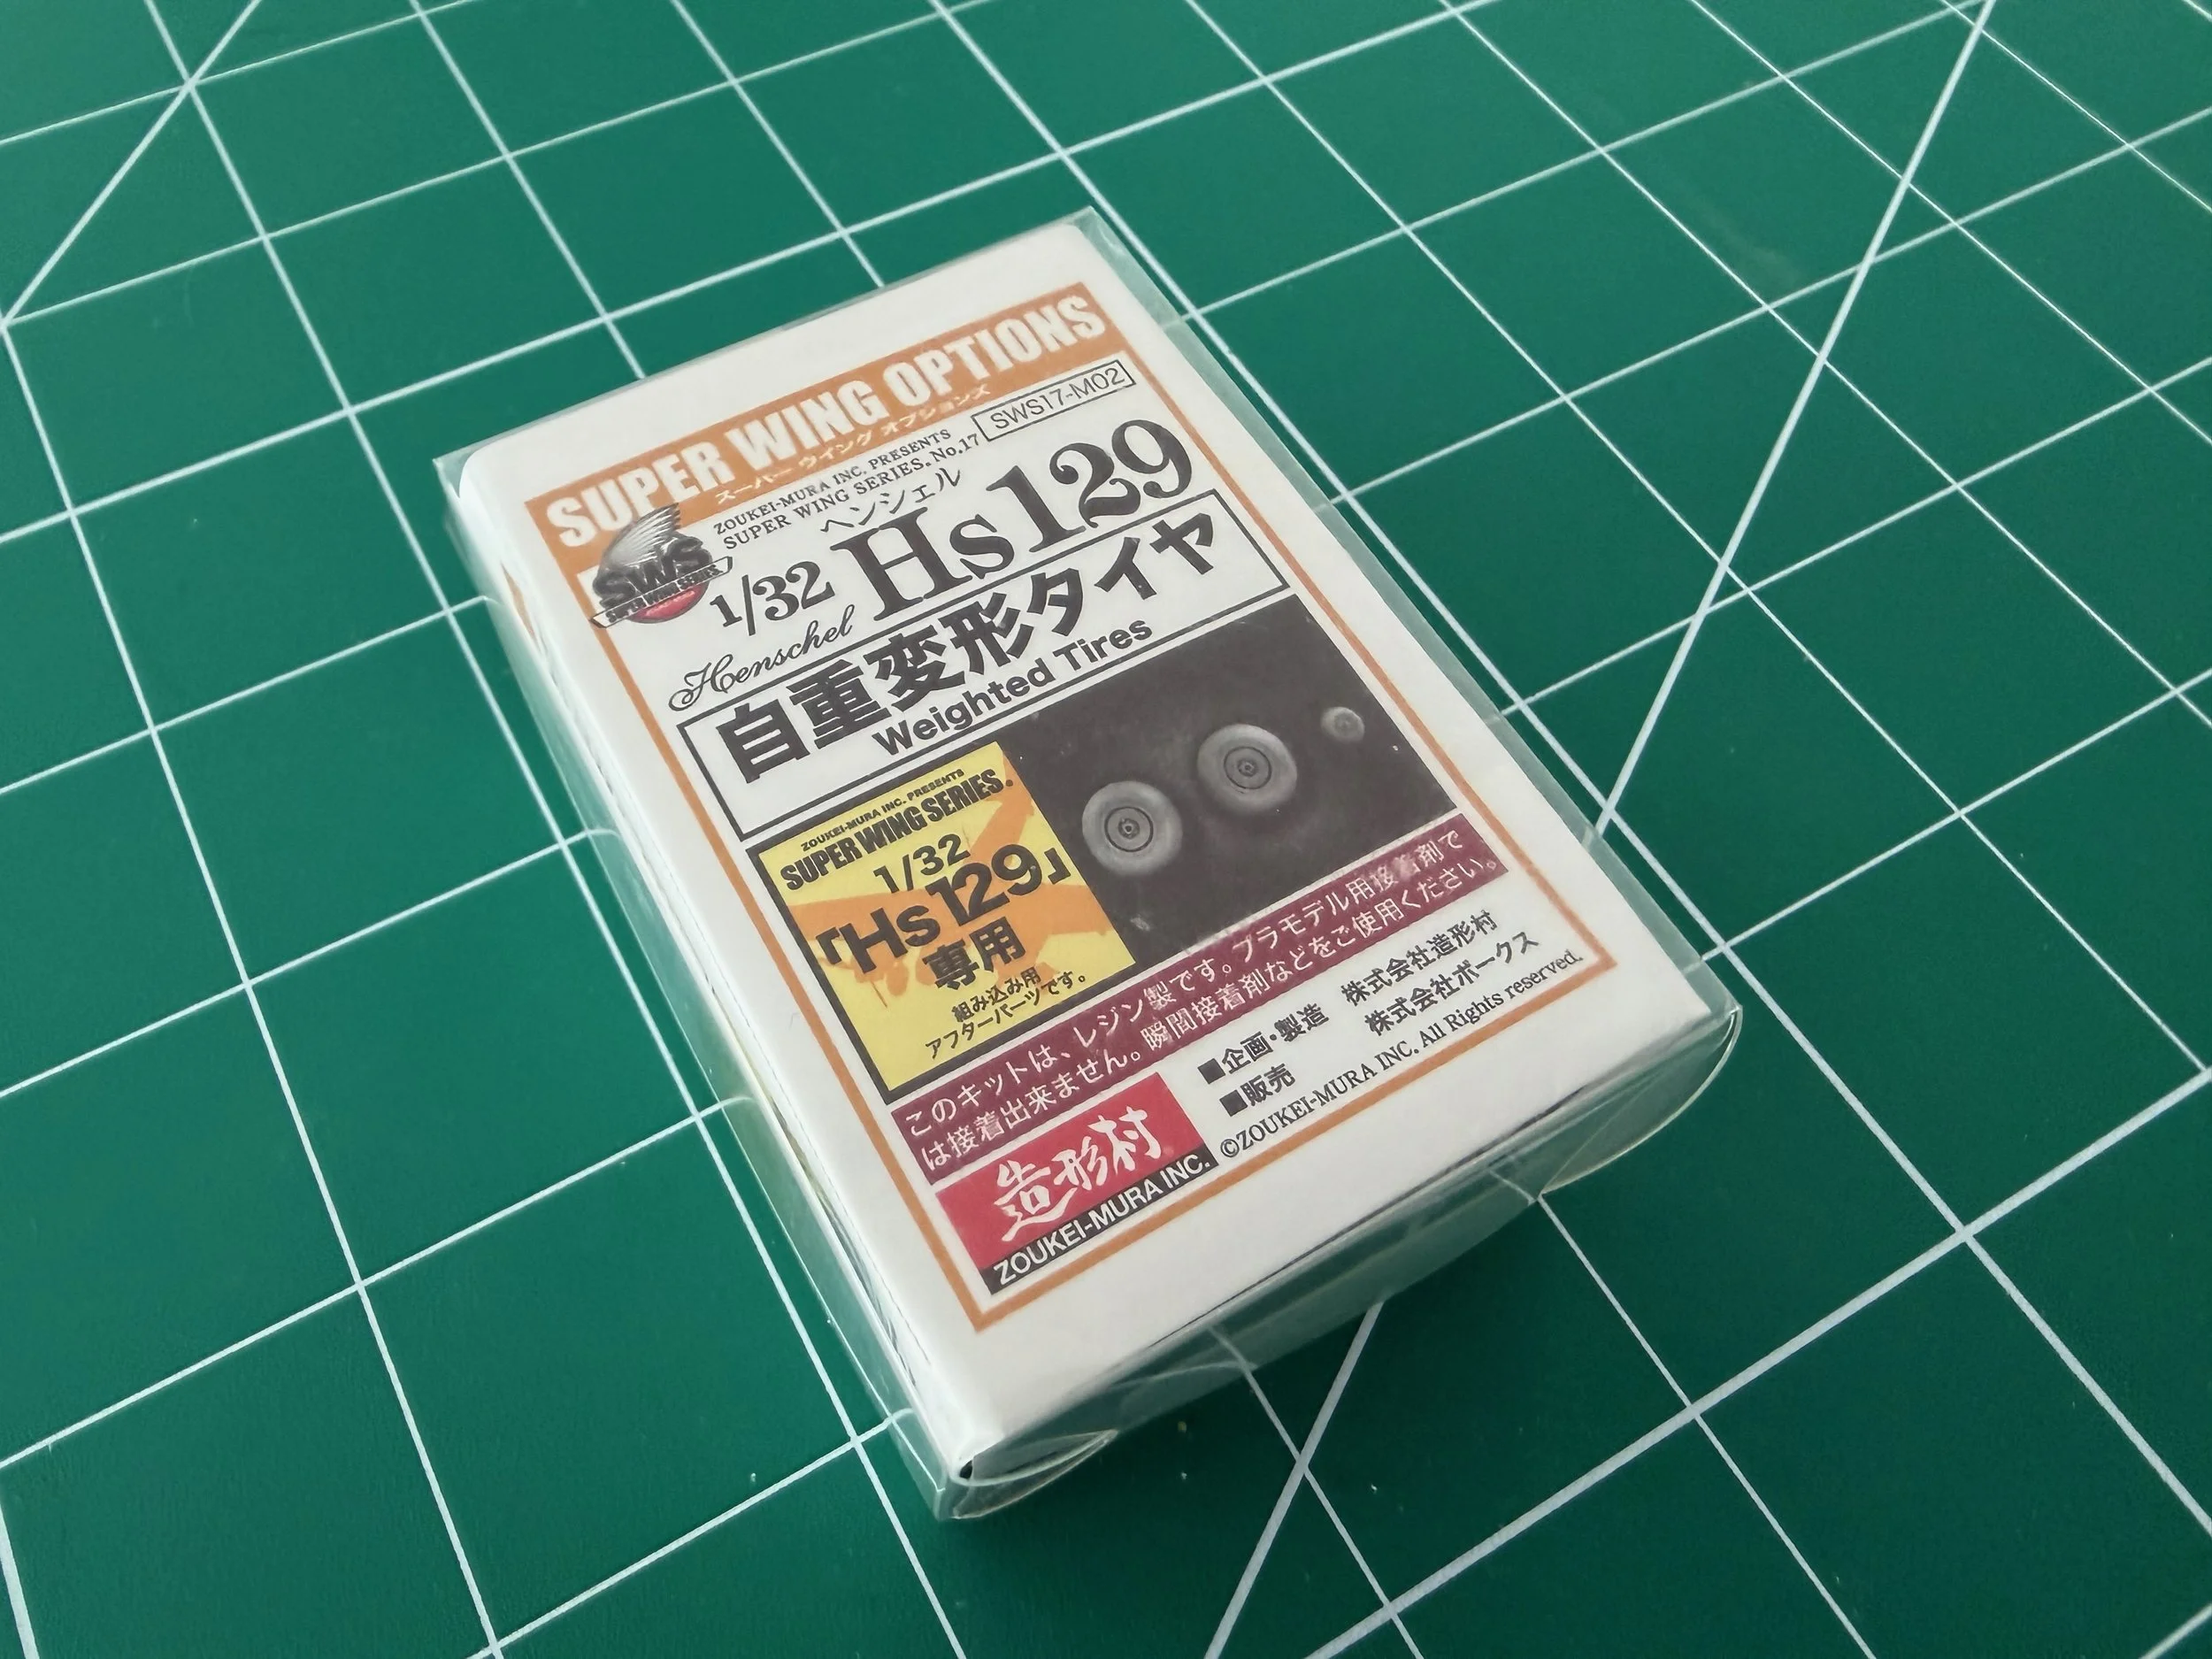 SUPER WING OPTIONS
スーパー ウイング オプションズ
SWS17-M02
ZOUKEI-MURA INC. PRESENTS
SUPER WING SERIES. No.17
SWS
SUPER WING SERIES.
ヘンシェル
1/32 Hs129
Henschel
自重変形タイヤ
Weighted Tires
ZOUKEI-MURA INC. PRESENTS
SUPER WING SERIES.
1/32
「Hs129」
専用
組み込み用
アフターパーツです。
このキットは、レジン製です。プラモデル用接着剤で
は接着出来ません。瞬間接着剤などをご使用ください。
造形村
ZOUKEI-MURA INC.
■企画・製造 株式会社造形村
■販売 株式会社ボークス
©ZOUKEI-MURA INC. All Rights reserved.